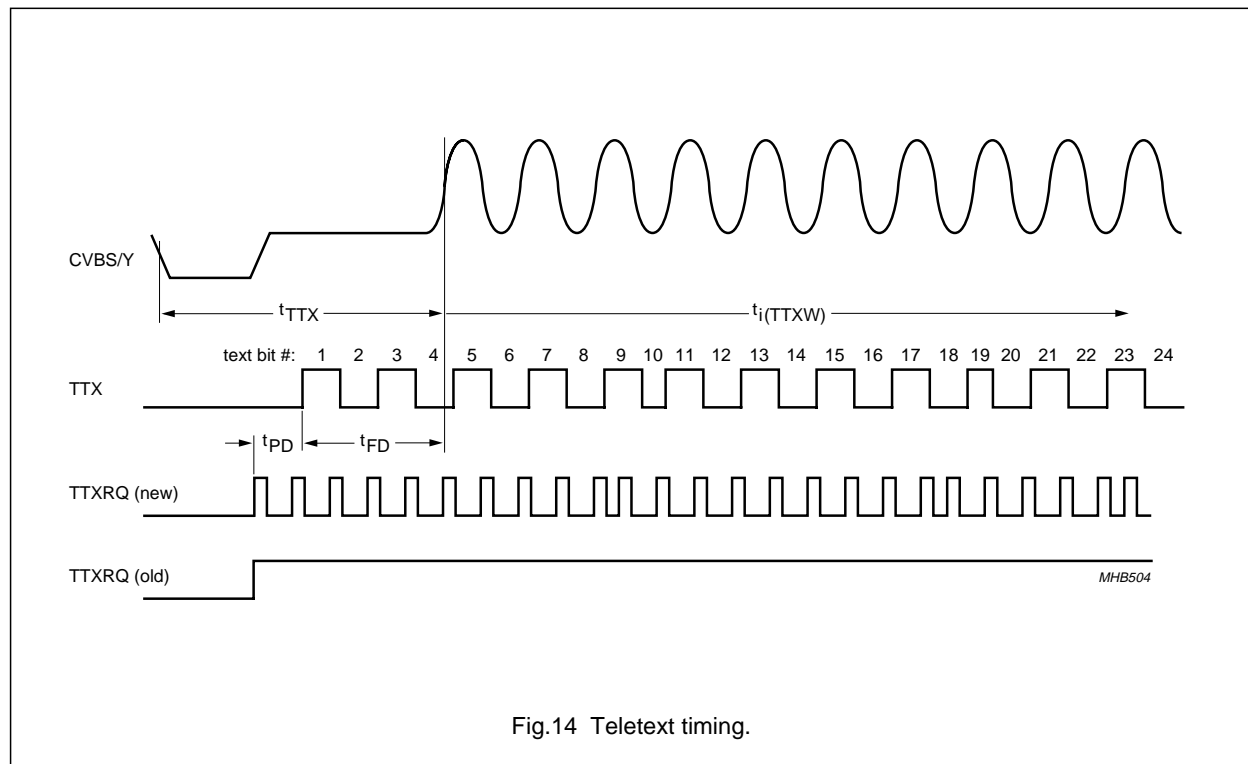 CVBS/Y
tTTX
ti(TTXW)
text bit #: 1 2 3 4 5 6 7 8 9 10 11 12 13 14 15 16 17 18 19 20 21 22 23 24
TTX
tPD
tFD
TTXRQ (new)
TTXRQ (old)
MHB504
Fig.14 Teletext timing.